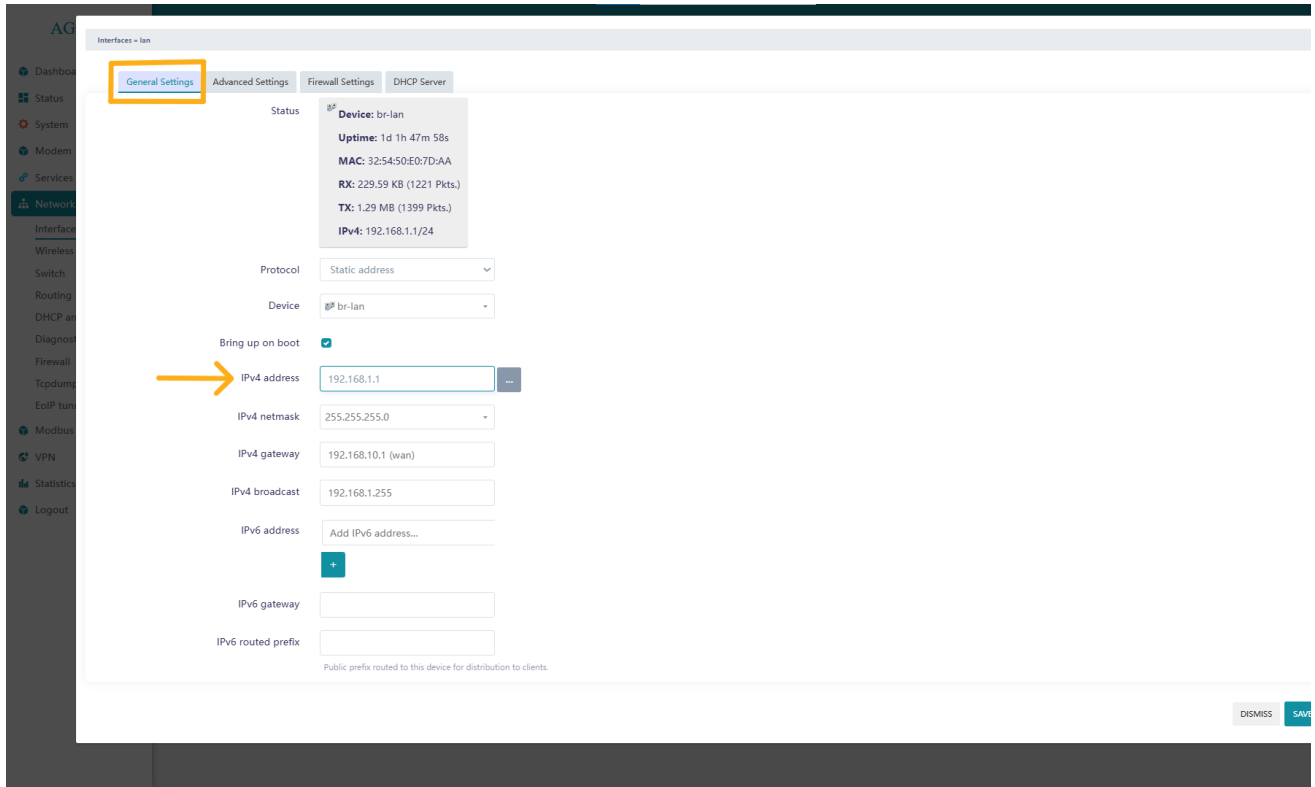 AG
Interfaces » lan
Dashboa
Status
System
Modem
Services
Network
Interface
Wireless
Switch
Routing
DHCP an
Diagnost
Firewall
Tcpdump
EoIP tunn
Modbus
VPN
Statistics
Logout
General Settings Advanced Settings Firewall Settings DHCP Server
Status
Device: br-lan
Uptime: 1d 1h 47m 58s
MAC: 32:54:50:E0:7D:AA
RX: 229.59 KB (1221 Pkts.)
TX: 1.29 MB (1399 Pkts.)
IPv4: 192.168.1.1/24
Protocol Static address
Device br-lan
Bring up on boot
IPv4 address 192.168.1.1 ...
IPv4 netmask 255.255.255.0
IPv4 gateway 192.168.10.1 (wan)
IPv4 broadcast 192.168.1.255
IPv6 address Add IPv6 address...
+
IPv6 gateway
IPv6 routed prefix
Public prefix routed to this device for distribution to clients.
DISMISS SAVE